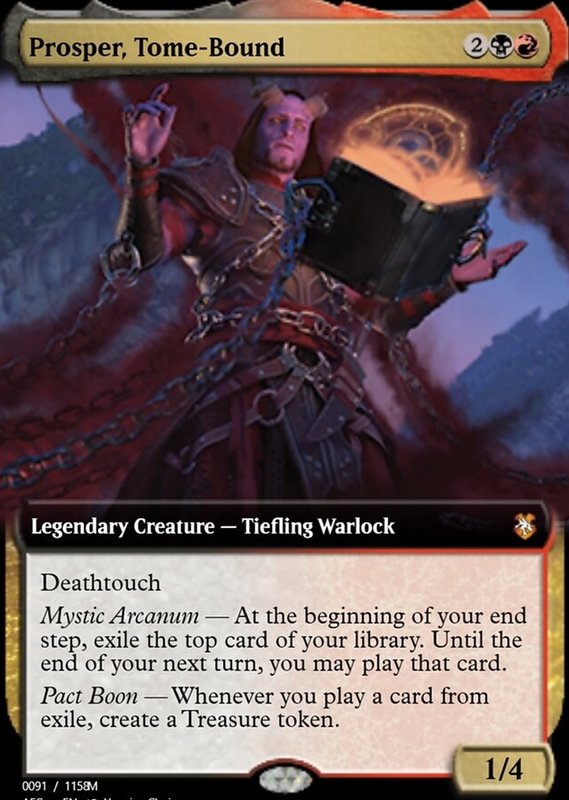 Prosper, Tome-Bound 2
Legendary Creature — Tiefling Warlock
Deathtouch
Mystic Arcanum — At the beginning of your end
step, exile the top card of your library. Until the
end of your next turn, you may play that card.
Pact Boon — Whenever you play a card from
exile, create a Treasure token.
1/4
0091 / 1158M